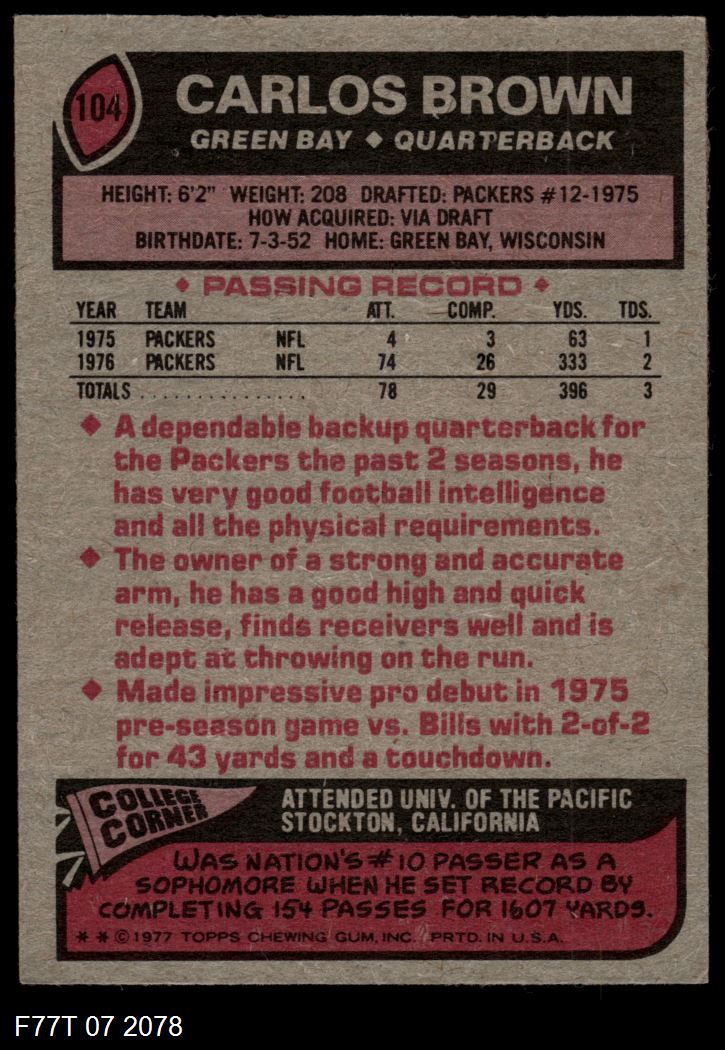 104
CARLOS BROWN
GREEN BAY ◆ QUARTERBACK
HEIGHT: 6'2" WEIGHT: 208 DRAFTED: PACKERS #12-1975
HOW ACQUIRED: VIA DRAFT
BIRTHDATE: 7-3-52 HOME: GREEN BAY, WISCONSIN
◆ PASSING RECORD ◆
YEAR TEAM ATT. COMP. YDS. TDS.
1975 PACKERS NFL 4 3 63 1
1976 PACKERS NFL 74 26 333 2
TOTALS . . . . . . . . . . . . . . . 78 29 396 3
◆ A dependable backup quarterback for
the Packers the past 2 seasons, he
has very good football intelligence
and all the physical requirements.
◆ The owner of a strong and accurate
arm, he has a good high and quick
release, finds receivers well and is
adept at throwing on the run.
◆ Made impressive pro debut in 1975
pre-season game vs. Bills with 2-of-2
for 43 yards and a touchdown.
COLLEGE
CORNER
ATTENDED UNIV. OF THE PACIFIC
STOCKTON, CALIFORNIA
WAS NATION'S #10 PASSER AS A
SOPHOMORE WHEN HE SET RECORD BY
COMPLETING 154 PASSES FOR 1607 YARDS.
* * © 1977 TOPPS CHEWING GUM, INC. PRTD. IN U.S.A.
F77T 07 2078